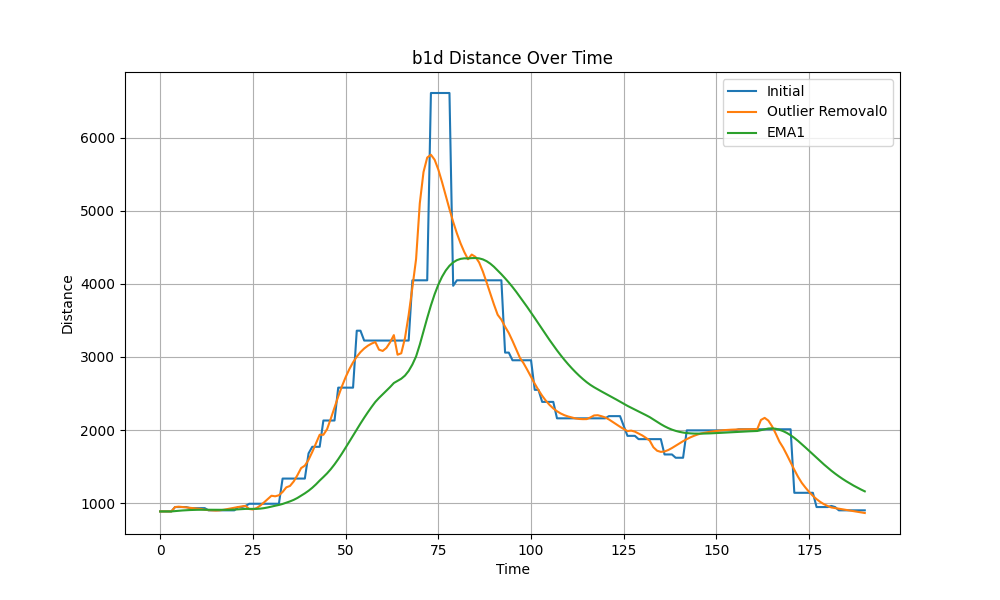 b1d Distance Over Time
Initial
Outlier Removal0
EMA1
Distance
6000
5000
4000
3000
2000
1000
0 25 50 75 100 125 150 175
Time